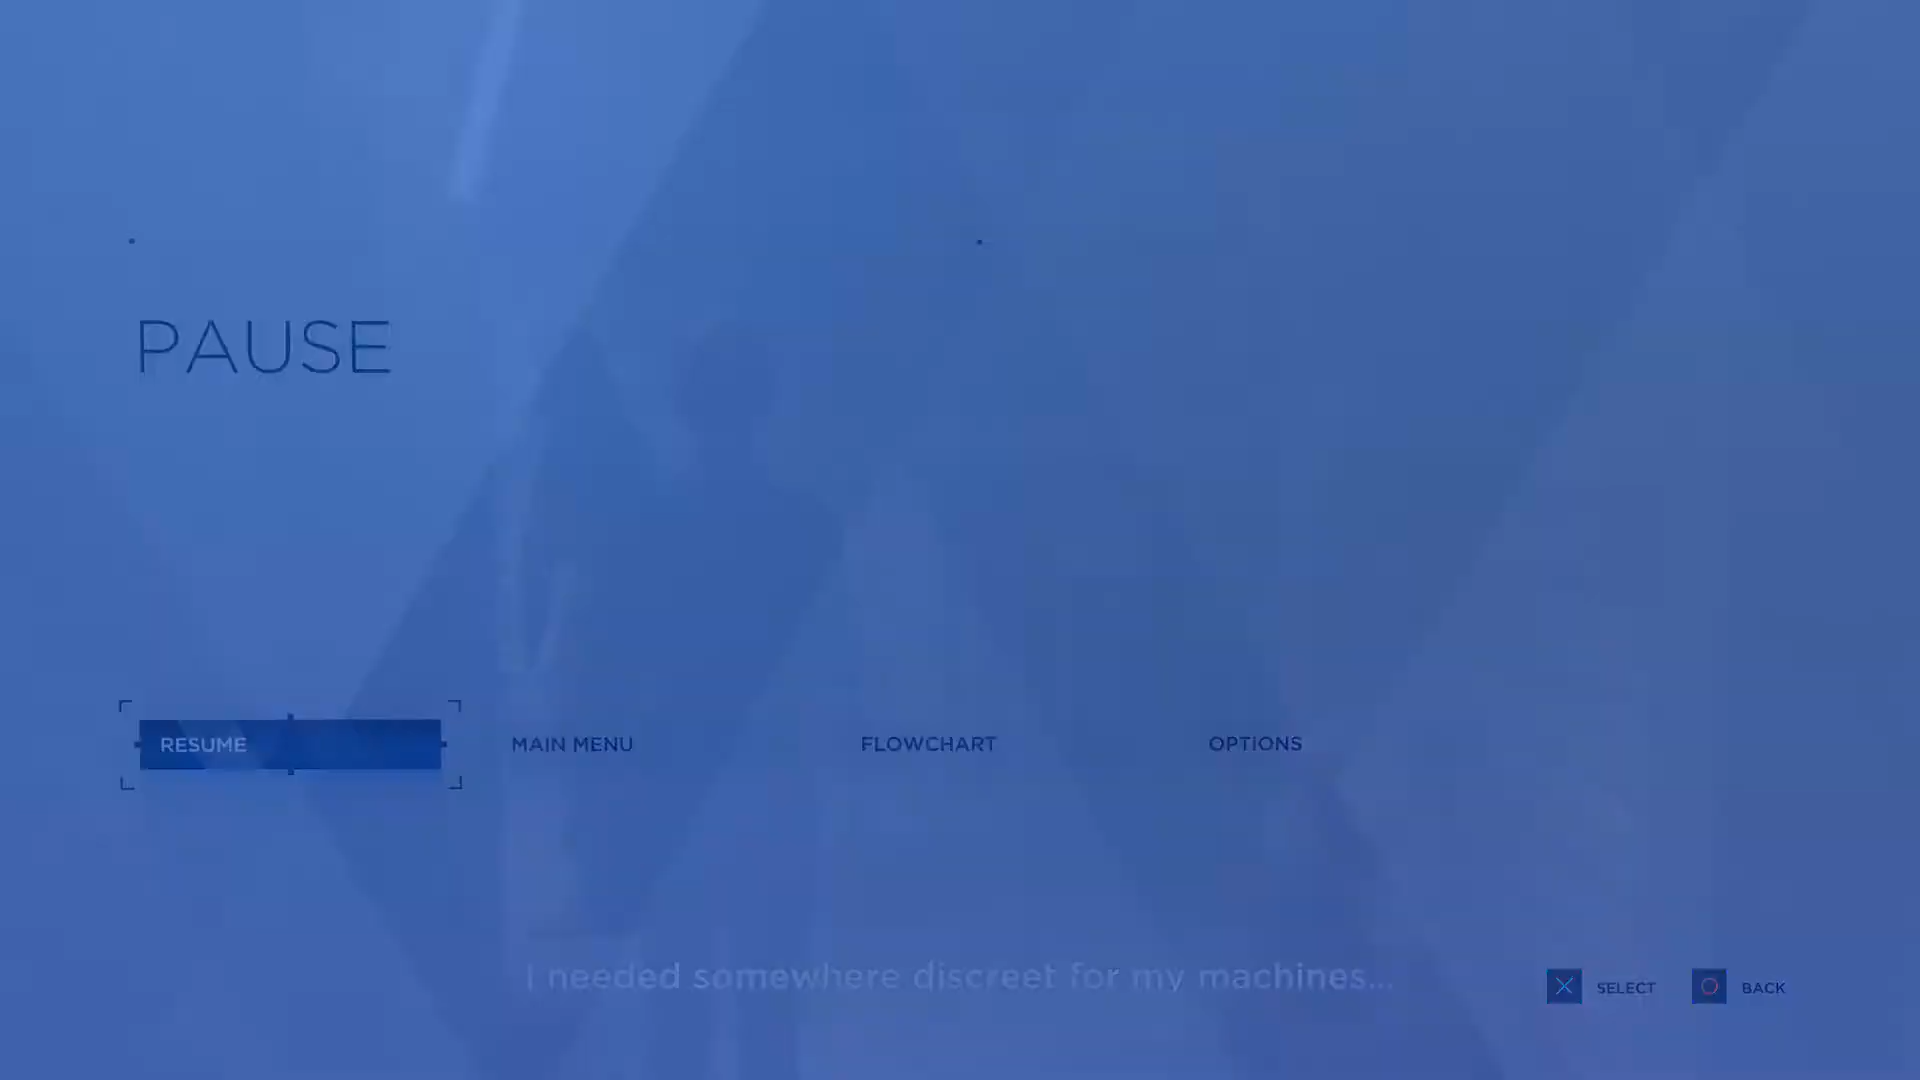 PAUSE
RESUME
MAIN MENU
FLOWCHART
OPTIONS
I needed somewhere discreet for my machines...
SELECT
BACK